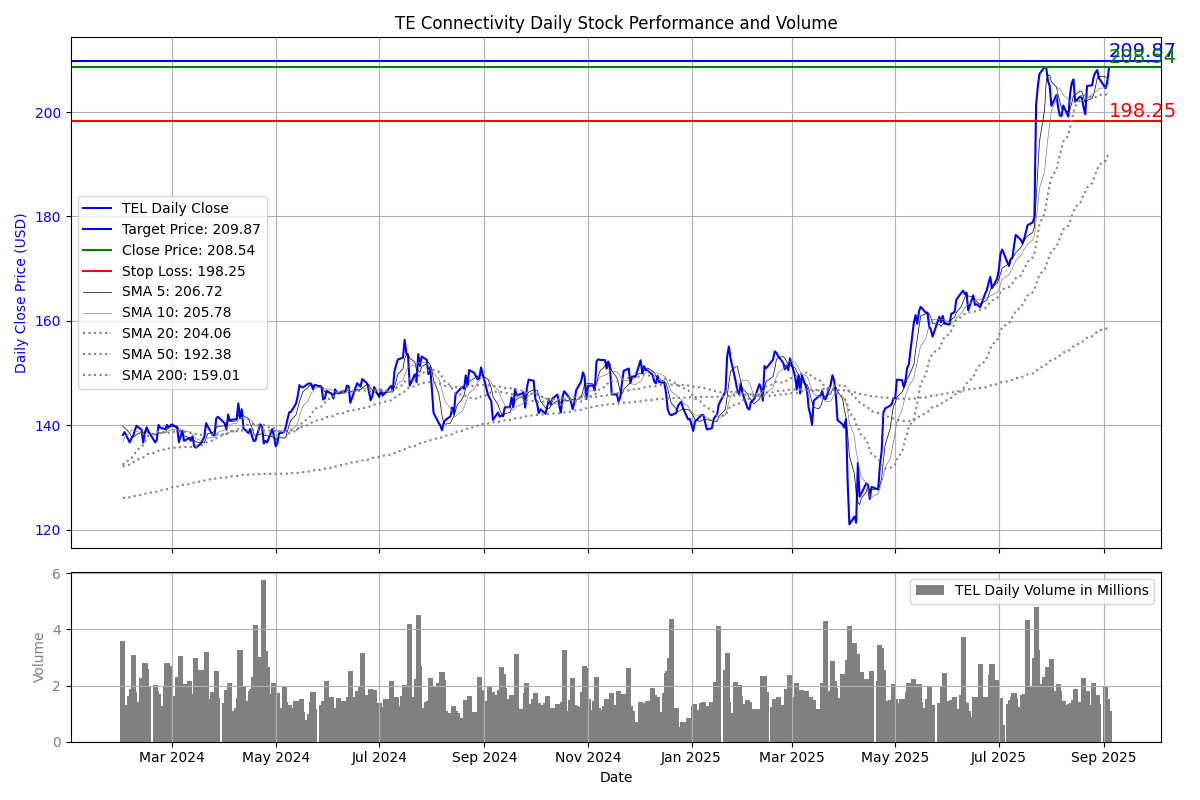 TE Connectivity Daily Stock Performance and Volume
209.87
208.54
200
198.25
180
160
140
120
Daily Close Price (USD)
TEL Daily Close
Target Price: 209.87
Close Price: 208.54
Stop Loss: 198.25
SMA 5: 206.72
SMA 10: 205.78
SMA 20: 204.06
SMA 50: 192.38
SMA 200: 159.01
6
4
2
0
Volume
TEL Daily Volume in Millions
Mar 2024 May 2024 Jul 2024 Sep 2024 Nov 2024 Jan 2025 Mar 2025 May 2025 Jul 2025 Sep 2025
Date